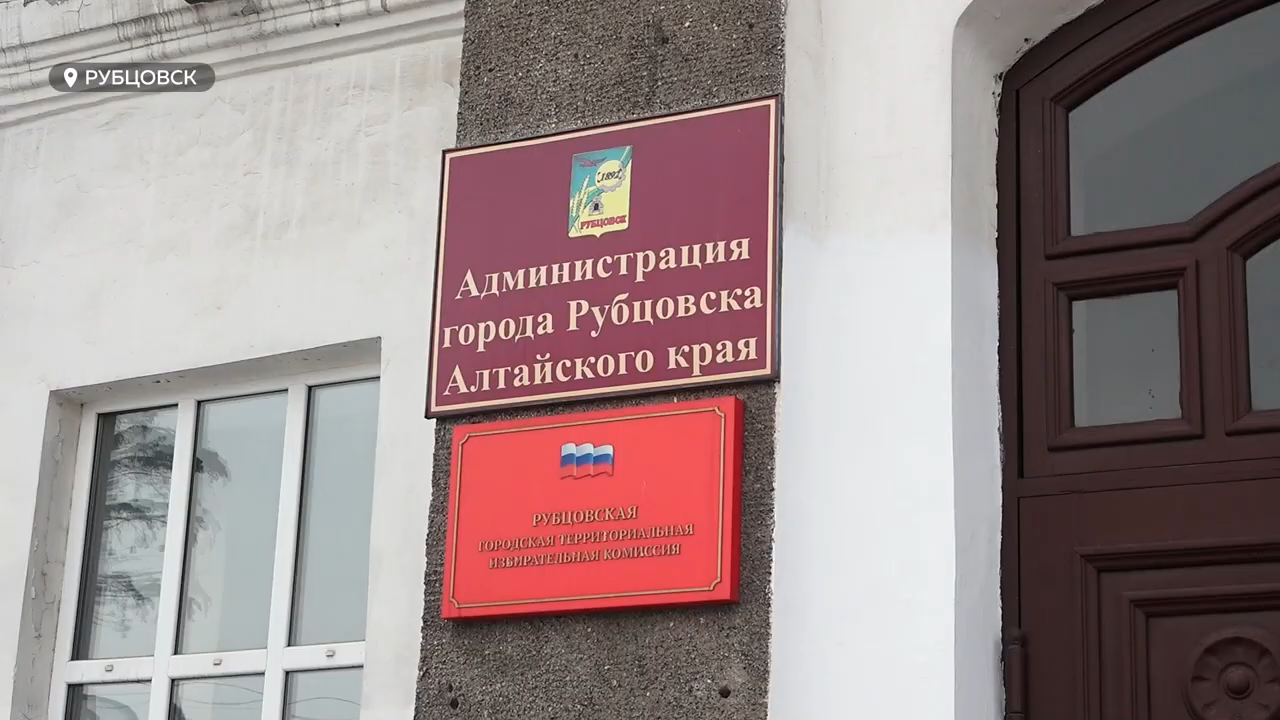 РУБЦОВСК
1892
РУБЦОВСК
Администрация
города Рубцовска
Алтайского края
РУБЦОВСКАЯ
ГОРОДСКАЯ ТЕРРИТОРИАЛЬНАЯ
ИЗБИРАТЕЛЬНАЯ КОМИССИЯ